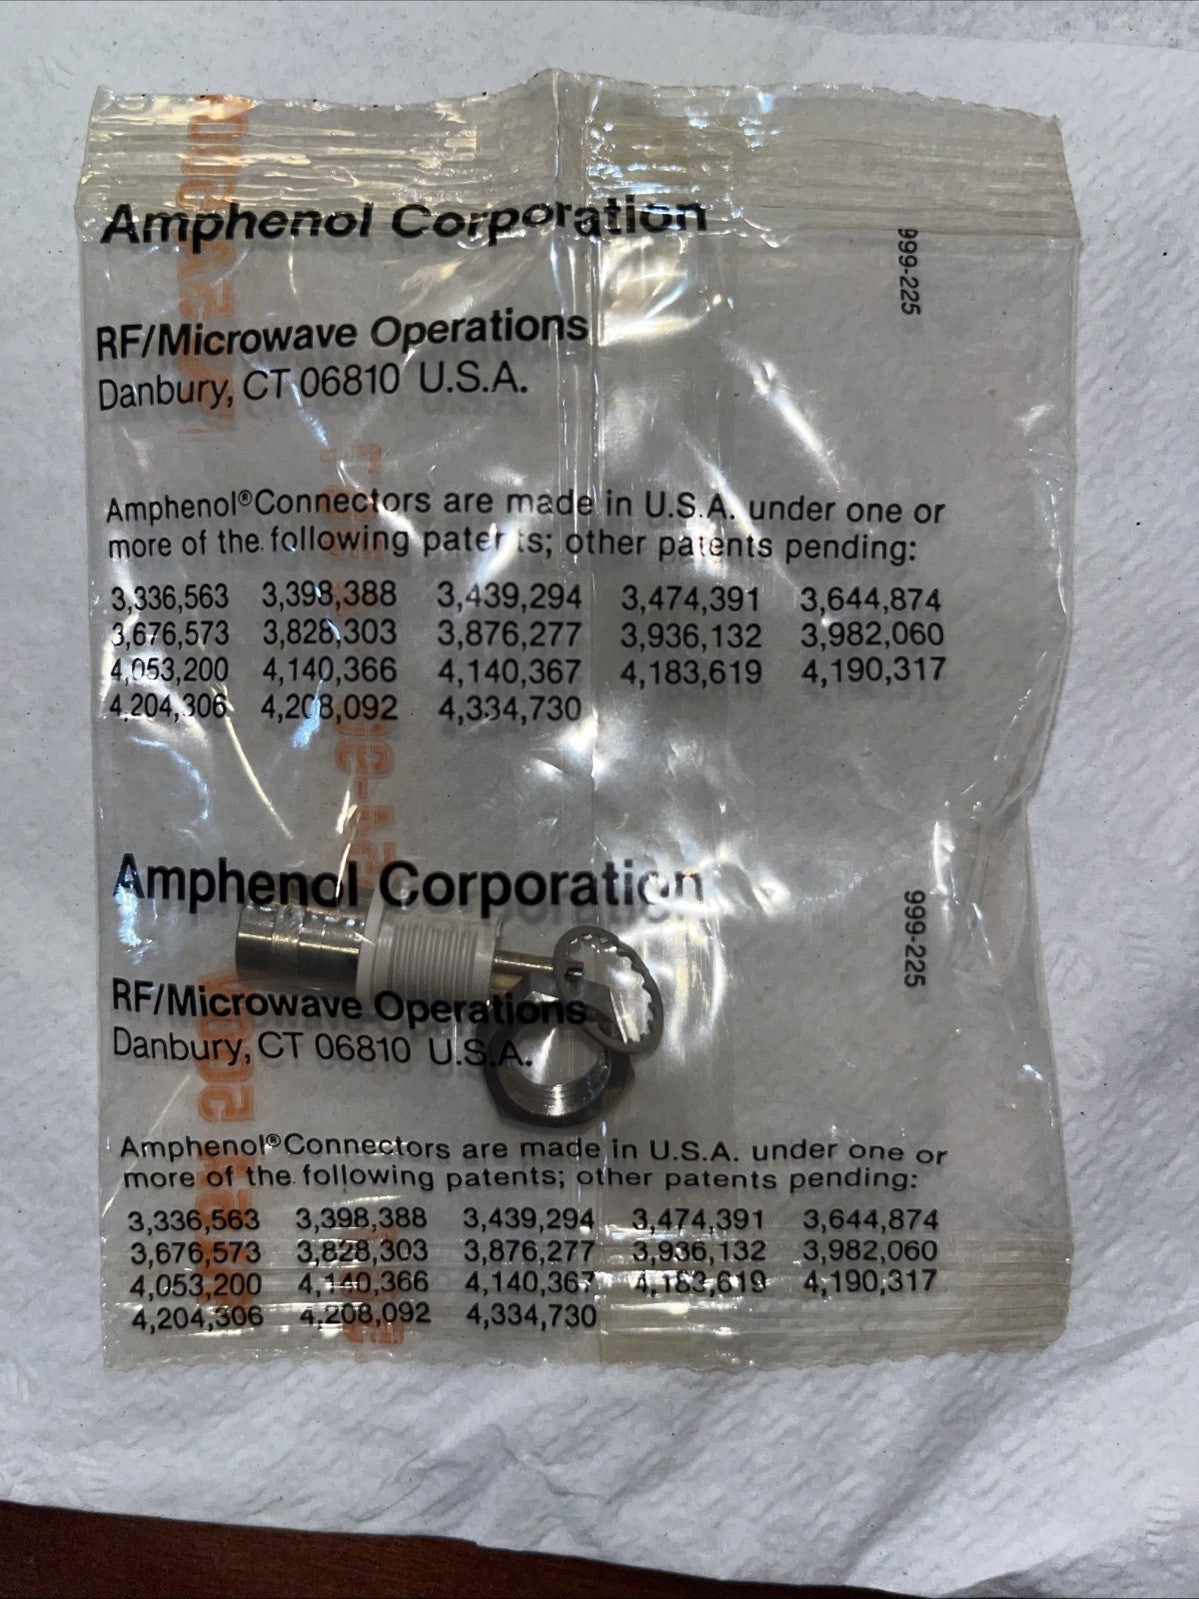 Amphenol Corporation
999-225
RF/Microwave Operations
Danbury, CT 06810 U.S.A.
Amphenol® Connectors are made in U.S.A. under one or
more of the following patents; other patents pending:
3,336,563 3,398,388 3,439,294 3,474,391 3,644,874
3,676,573 3,828,303 3,876,277 3,936,132 3,982,060
4,053,200 4,140,366 4,140,367 4,183,619 4,190,317
4,204,306 4,208,092 4,334,730
Amphenol Corporation
999-225
RF/Microwave Operations
Danbury, CT 06810 U.S.A.
Amphenol® Connectors are made in U.S.A. under one or
more of the following patents; other patents pending:
3,336,563 3,398,388 3,439,294 3,474,391 3,644,874
3,676,573 3,828,303 3,876,277 3,936,132 3,982,060
4,053,200 4,140,366 4,140,367 4,183,619 4,190,317
4,204,306 4,208,092 4,334,730